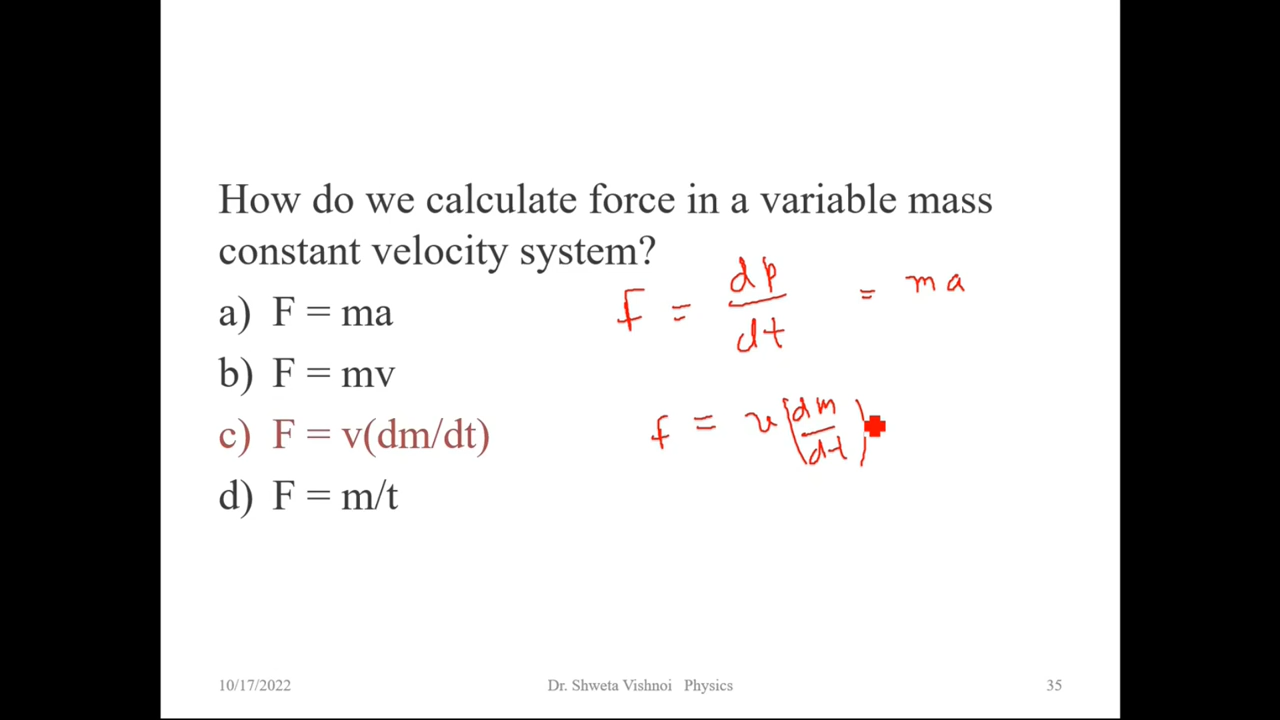 How do we calculate force in a variable mass
constant velocity system?
a) F = ma
b) F = mv
c) F = v(dm/dt)
d) F = m/t
f = dp/dt = ma
f = v(dm/dt)
10/17/2022
Dr. Shweta Vishnoi Physics
35